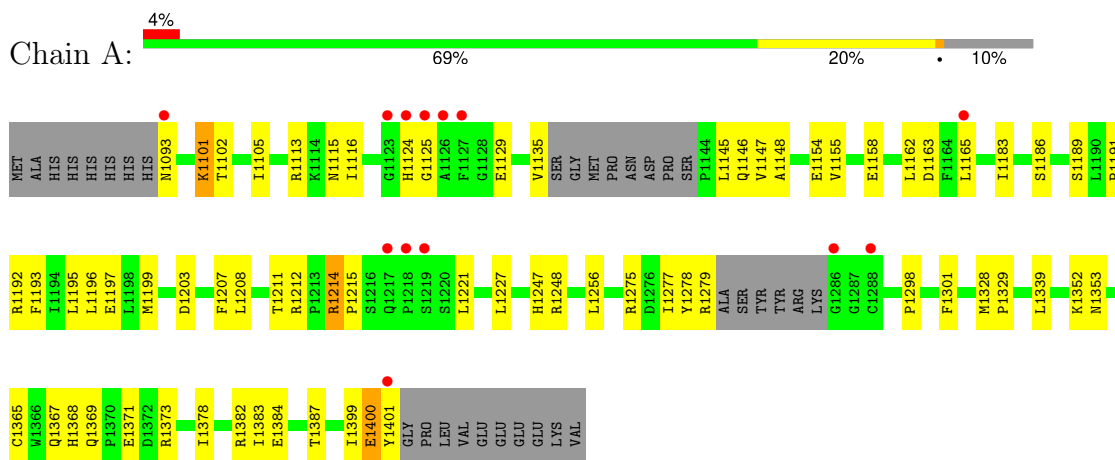 4%
Chain A:
69% 20% • 10%
MET ALA HIS HIS HIS HIS HIS HIS N1093 K1101 T1102 I1105 R1113 K1114 N1115 I1116 G1123 H1124 G1125 A1126 F1127 G1128 E1129 V1135 SER GLY MET PRO ASN ASP PRO SER P1144 L1145 Q1146 V1147 A1148 E1154 V1155 E1158 L1162 D1163 F1164 L1165 I1183 S1186 S1189 L1190 P1191
R1192 F1193 I1194 L1195 L1196 E1197 L1198 M1199 D1203 F1207 L1208 T1211 R1212 P1213 R1214 P1215 S1216 Q1217 P1218 S1219 S1220 L1221 L1227 H1247 R1248 L1256 R1275 D1276 I1277 Y1278 R1279 ALA SER TYR TYR ARG LYS G1286 G1287 C1288 P1298 F1301 M1328 P1329 L1339 K1352 N1353
C1365 W1366 Q1367 H1368 Q1369 P1370 E1371 D1372 R1373 I1378 R1382 I1383 E1384 T1387 I1399 E1400 Y1401 GLY PRO LEU VAL GLU GLU GLU GLU LYS VAL